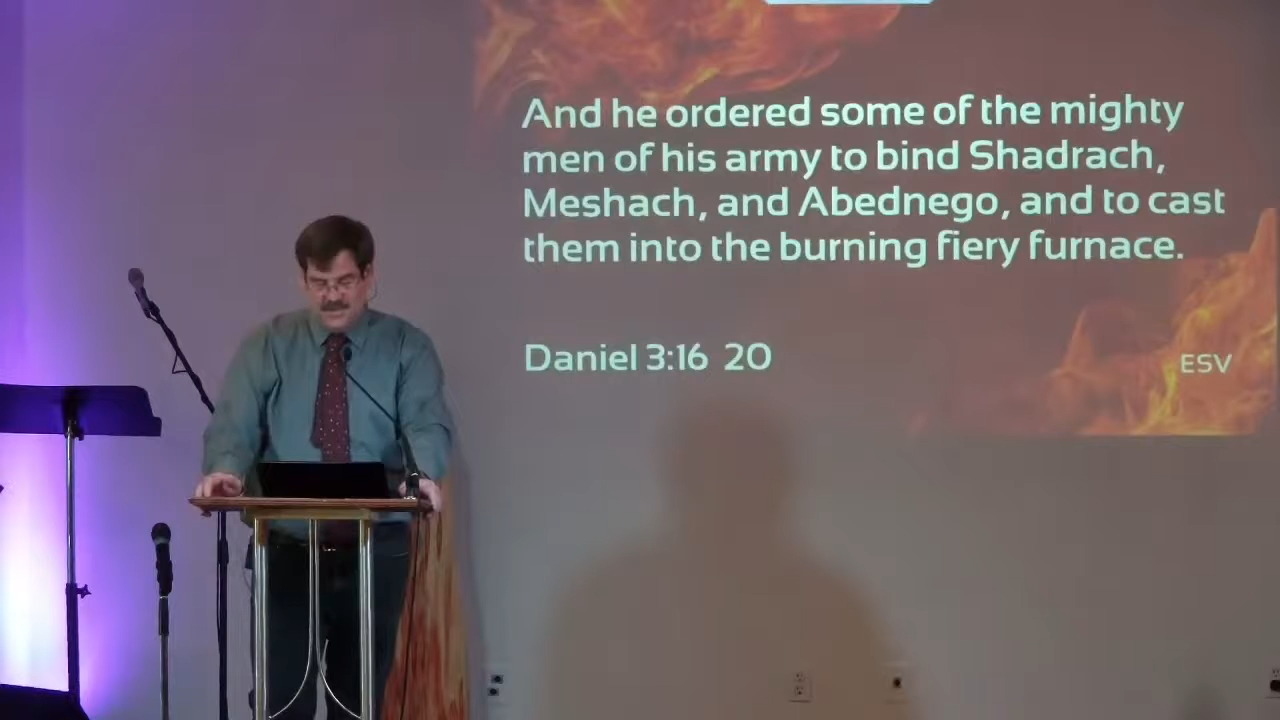 And he ordered some of the mighty
men of his army to bind Shadrach,
Meshach, and Abednego, and to cast
them into the burning fiery furnace.
Daniel 3:16 20
ESV